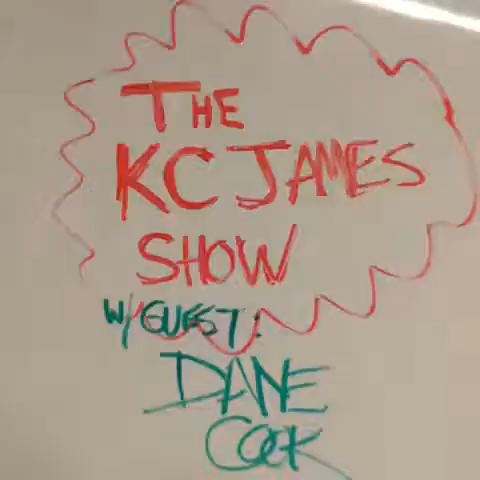 THE
KC JAMES
SHOW
W/GUEST:
DANE
COOK